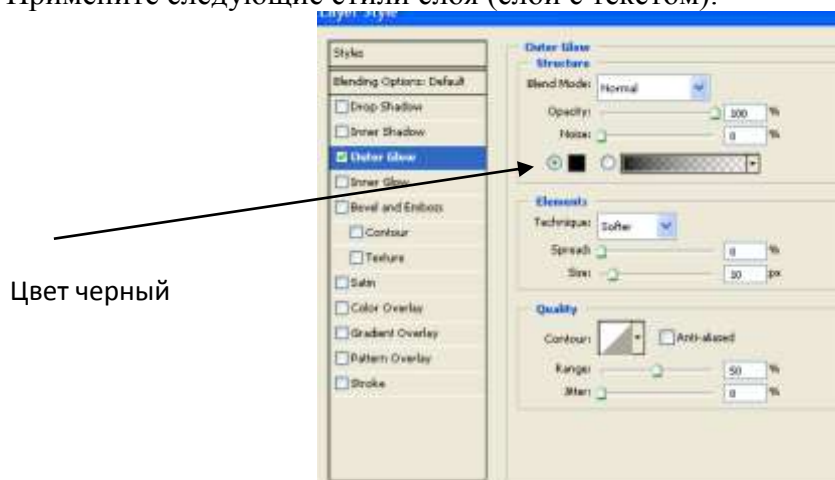 Примените следующие стили слоя (слой с текстом):
Layer Style
Styles
Blending Options: Default
Drop Shadow
Inner Shadow
Outer Glow
Inner Glow
Bevel and Emboss
Contour
Texture
Satin
Color Overlay
Gradient Overlay
Pattern Overlay
Stroke
Outer Glow
Structure
Blend Mode: Normal
Opacity: 100 %
Noise: 0 %
Elements
Technique: Softer
Spread: 0 %
Size: 10 px
Quality
Contour: Anti-aliased
Range: 50 %
Jitter: 0 %
Цвет черный